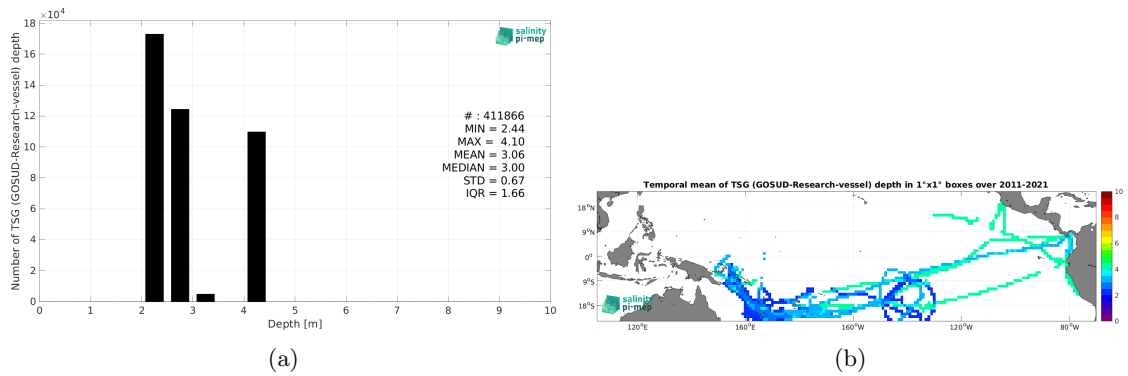 ×10⁴
18
16
14
12
10
8
6
4
2
0
Number of TSG (GOSUD-Research-vessel) depth
salinity
pi-mep
# : 411866
MIN = 2.44
MAX = 4.10
MEAN = 3.06
MEDIAN = 3.00
STD = 0.67
IQR = 1.66
0 1 2 3 4 5 6 7 8 9 10
Depth [m]
(a)
Temporal mean of TSG (GOSUD-Research-vessel) depth in 1°x1° boxes over 2011-2021
18°N
9°N
0°
9°S
18°S
salinity
pi-mep
120°E 160°E 160°W 120°W 80°W
10
8
6
4
2
0
(b)